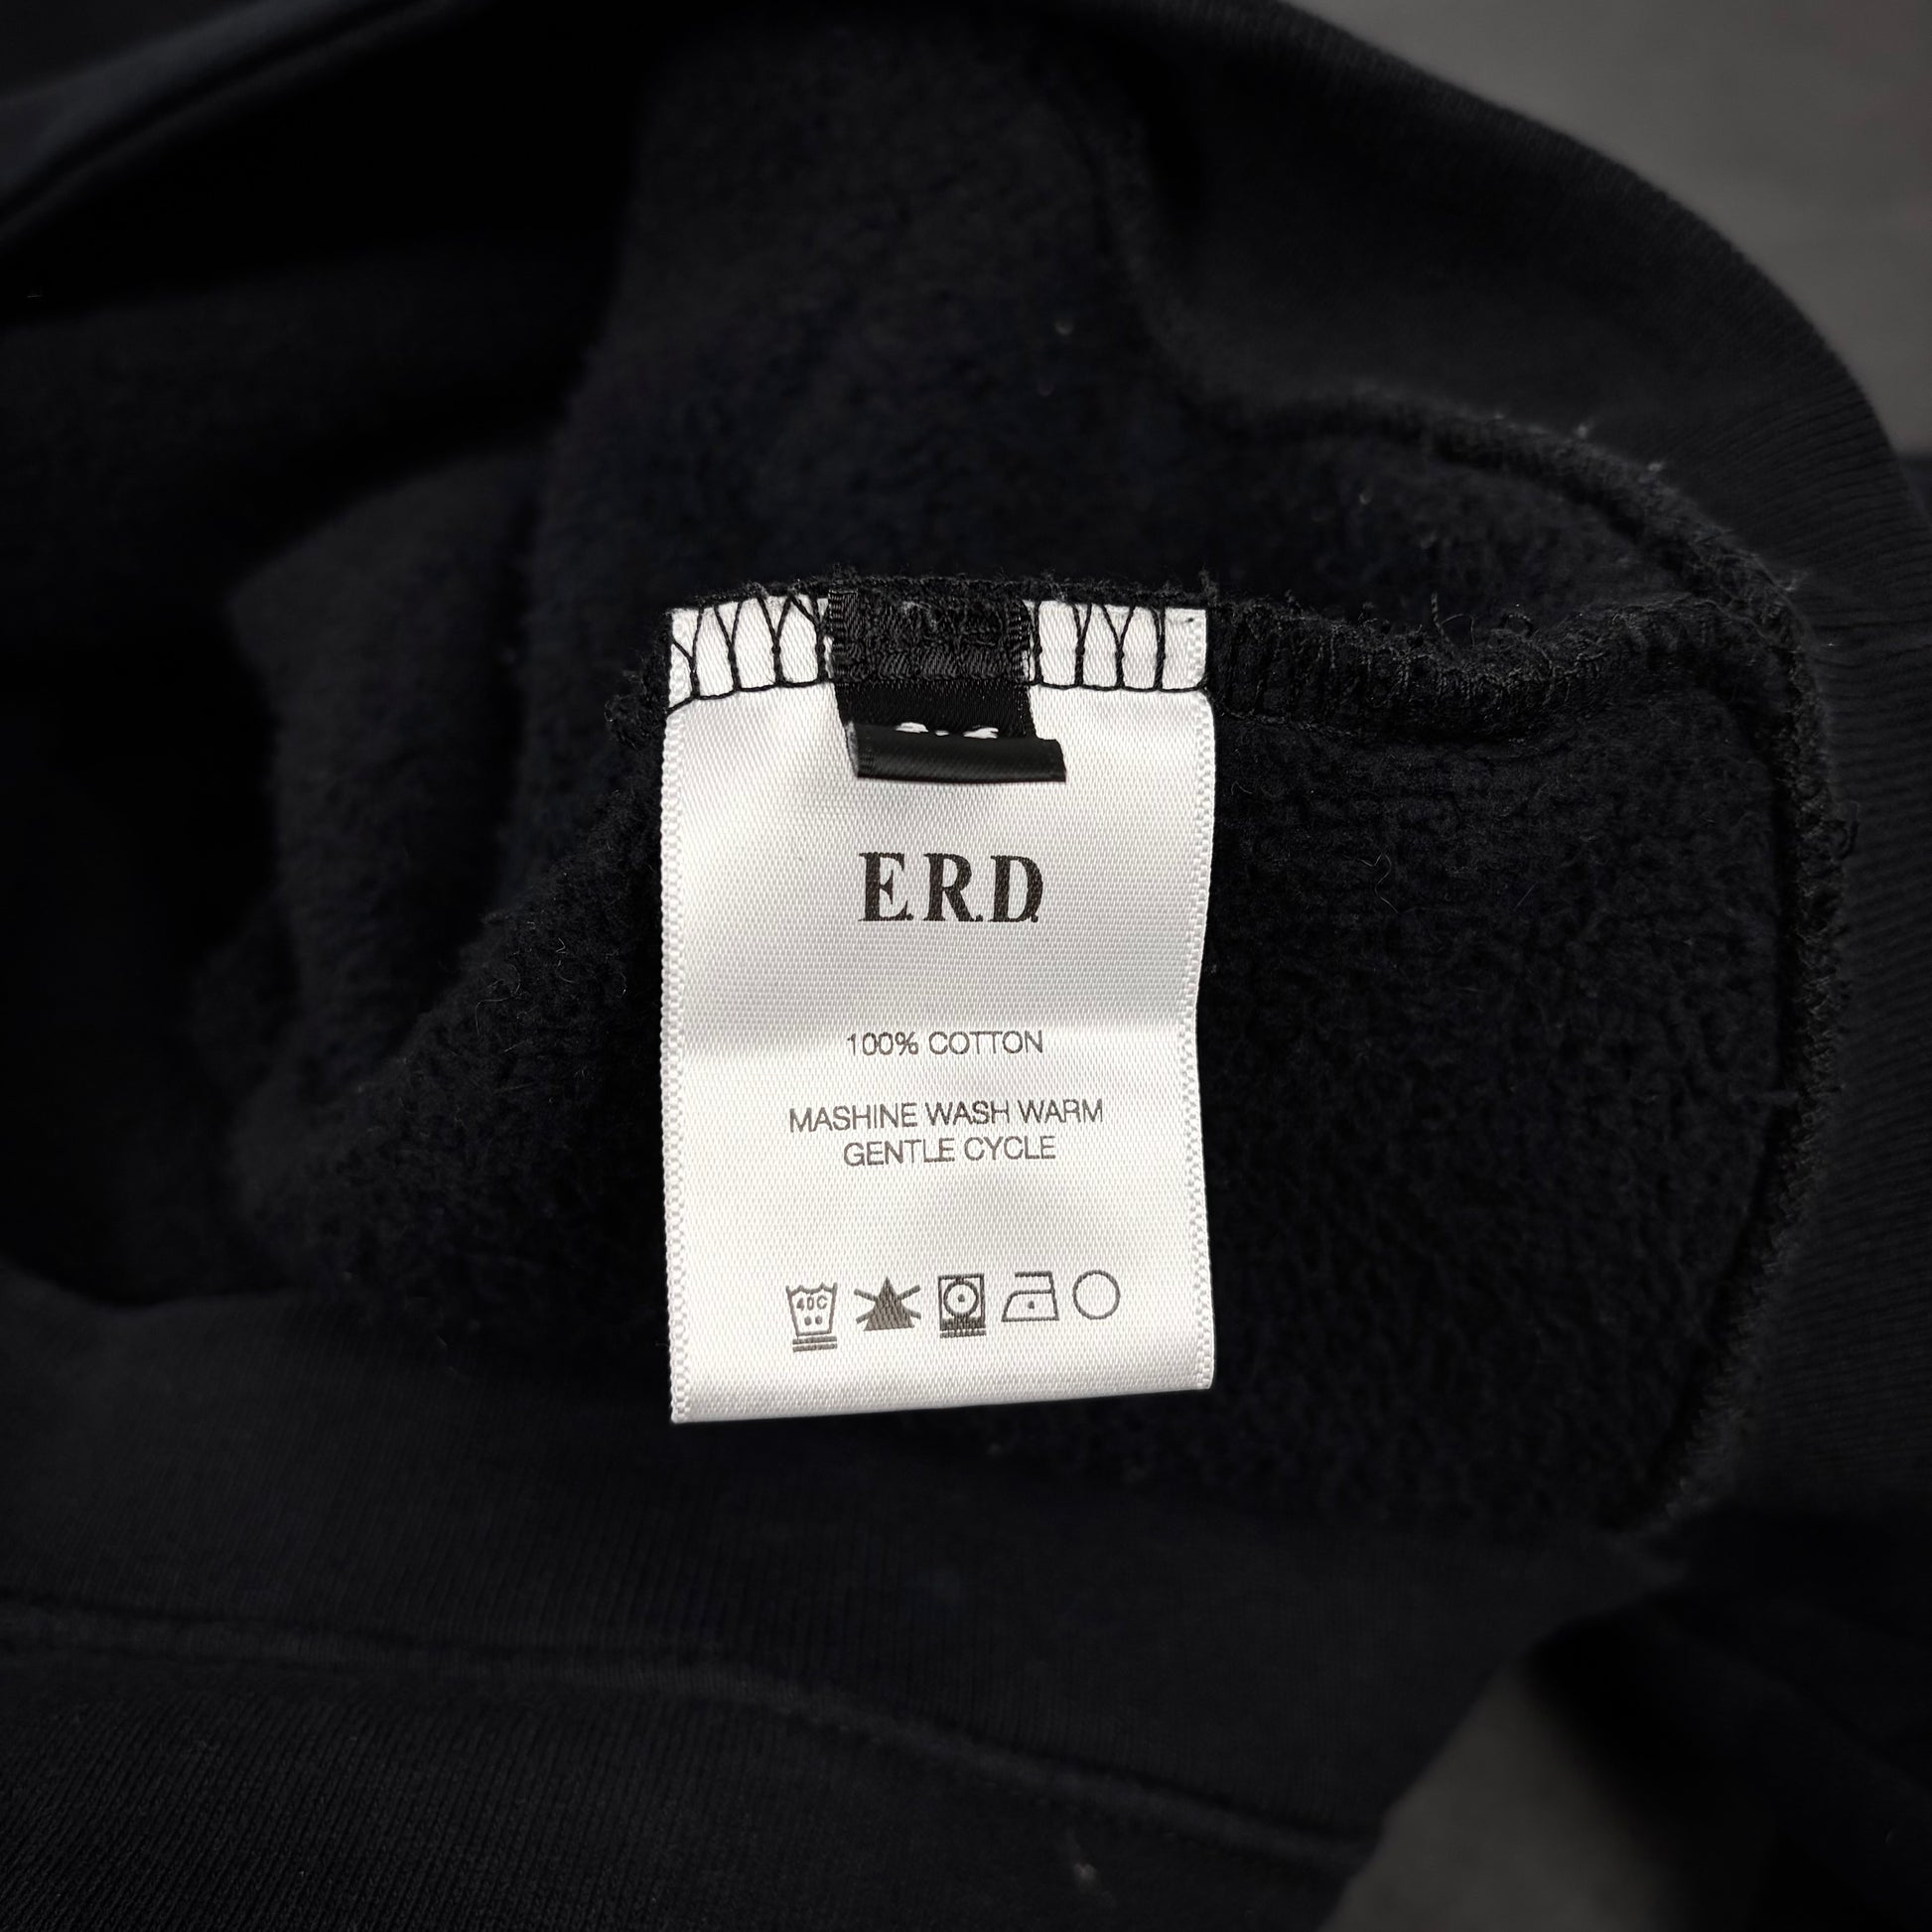 E.R.D.
100% COTTON
MASHINE WASH WARM
GENTLE CYCLE
40C